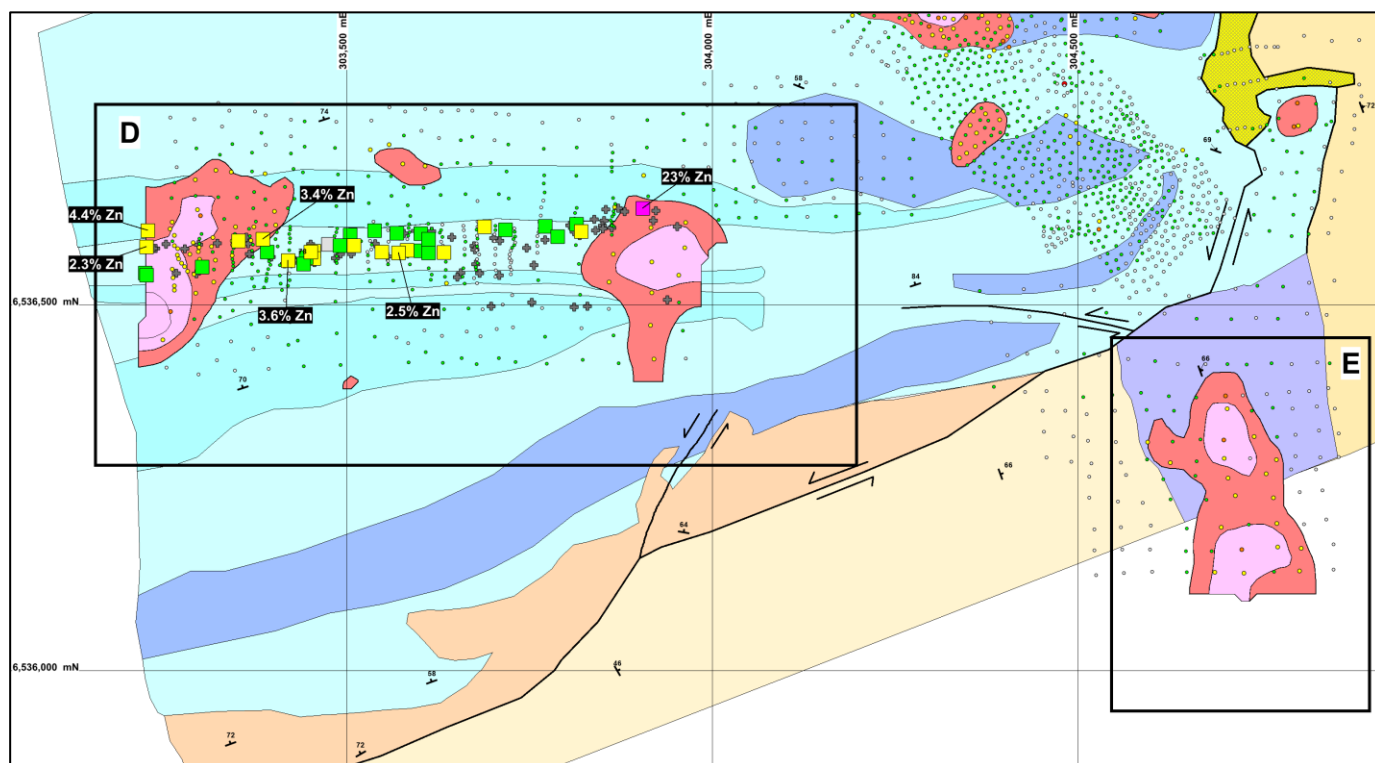 303,500 mE
304,000 mE
304,500 mE
58
74
72
D
69
23% Zn
3.4% Zn
4.4% Zn
2.3% Zn
84
6,536,500 mN
3.6% Zn
2.5% Zn
E
66
70
66
64
46
6,536,000 mN
58
72
72